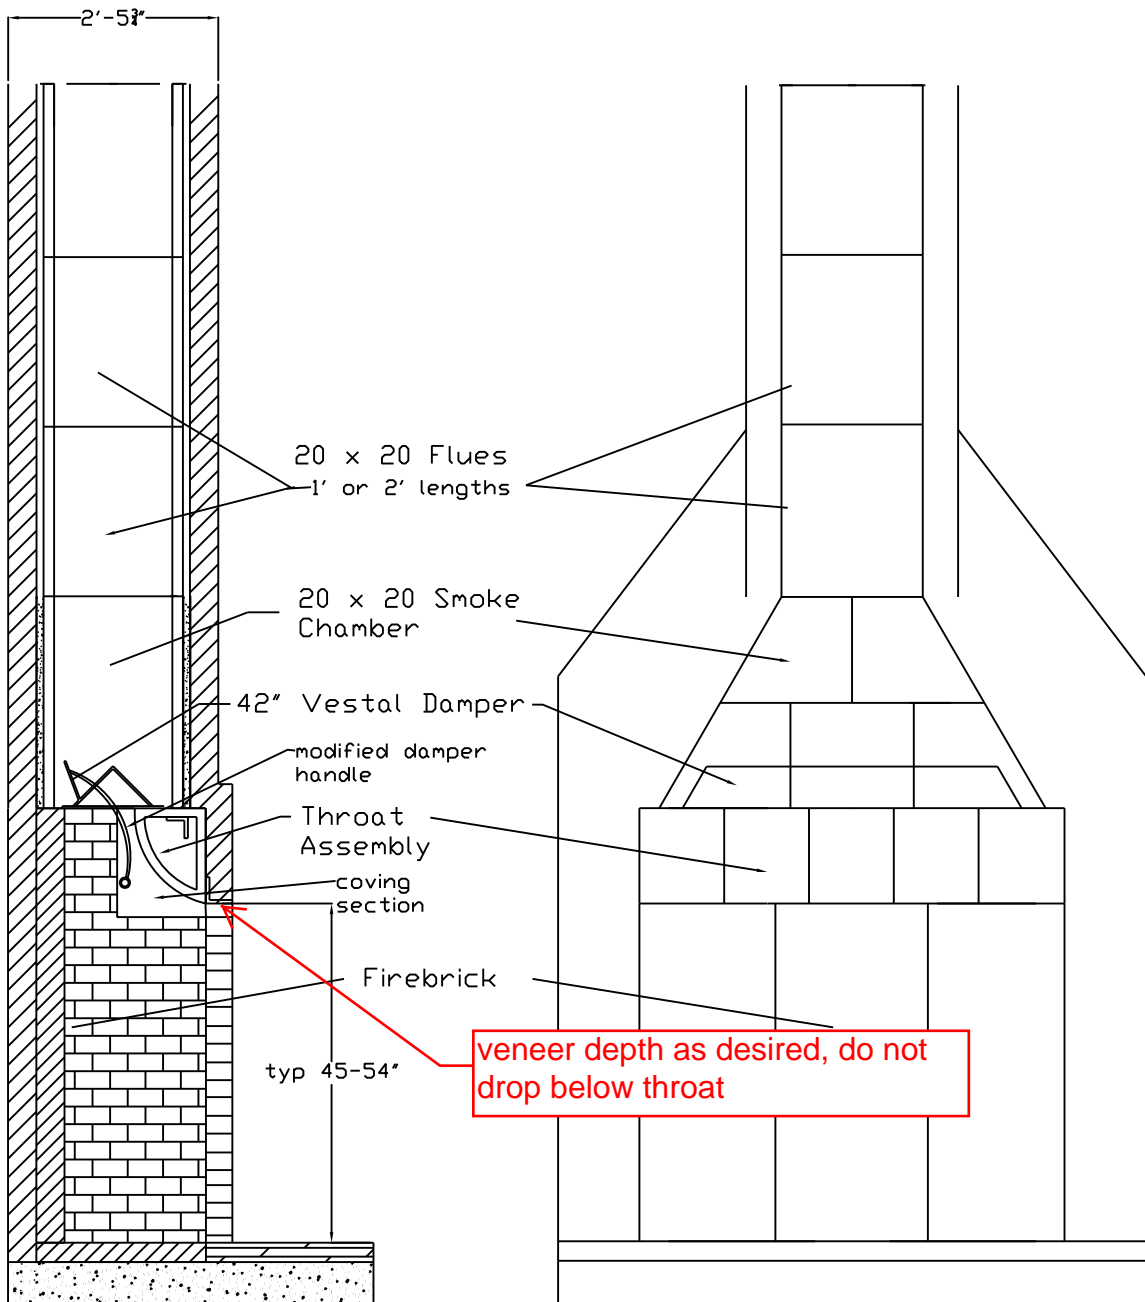 2'-5¾"
20 x 20 Flues
1' or 2' lengths
20 x 20 Smoke
Chamber
42" Vestal Damper
modified damper
handle
Throat
Assembly
coving
section
Firebrick
veneer depth as desired, do not
drop below throat
typ 45-54"